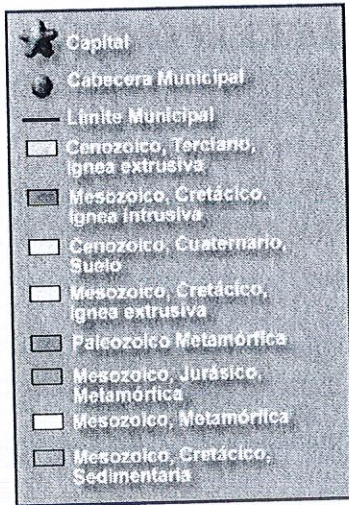 Capital
Cabecera Municipal
Límite Municipal
Cenozoico, Terciano,
Ignea extrusiva
Mesozoico, Cretácico,
Ignea intrusiva
Cenozoico, Cuaternario,
Suelo
Mesozoico, Cretácico,
Ignea extrusiva
Paleozoico Metamórfica
Mesozoico, Jurásico,
Metamórfica
Mesozoico, Metamórfica
Mesozoico, Cretácico,
Sedimentaria